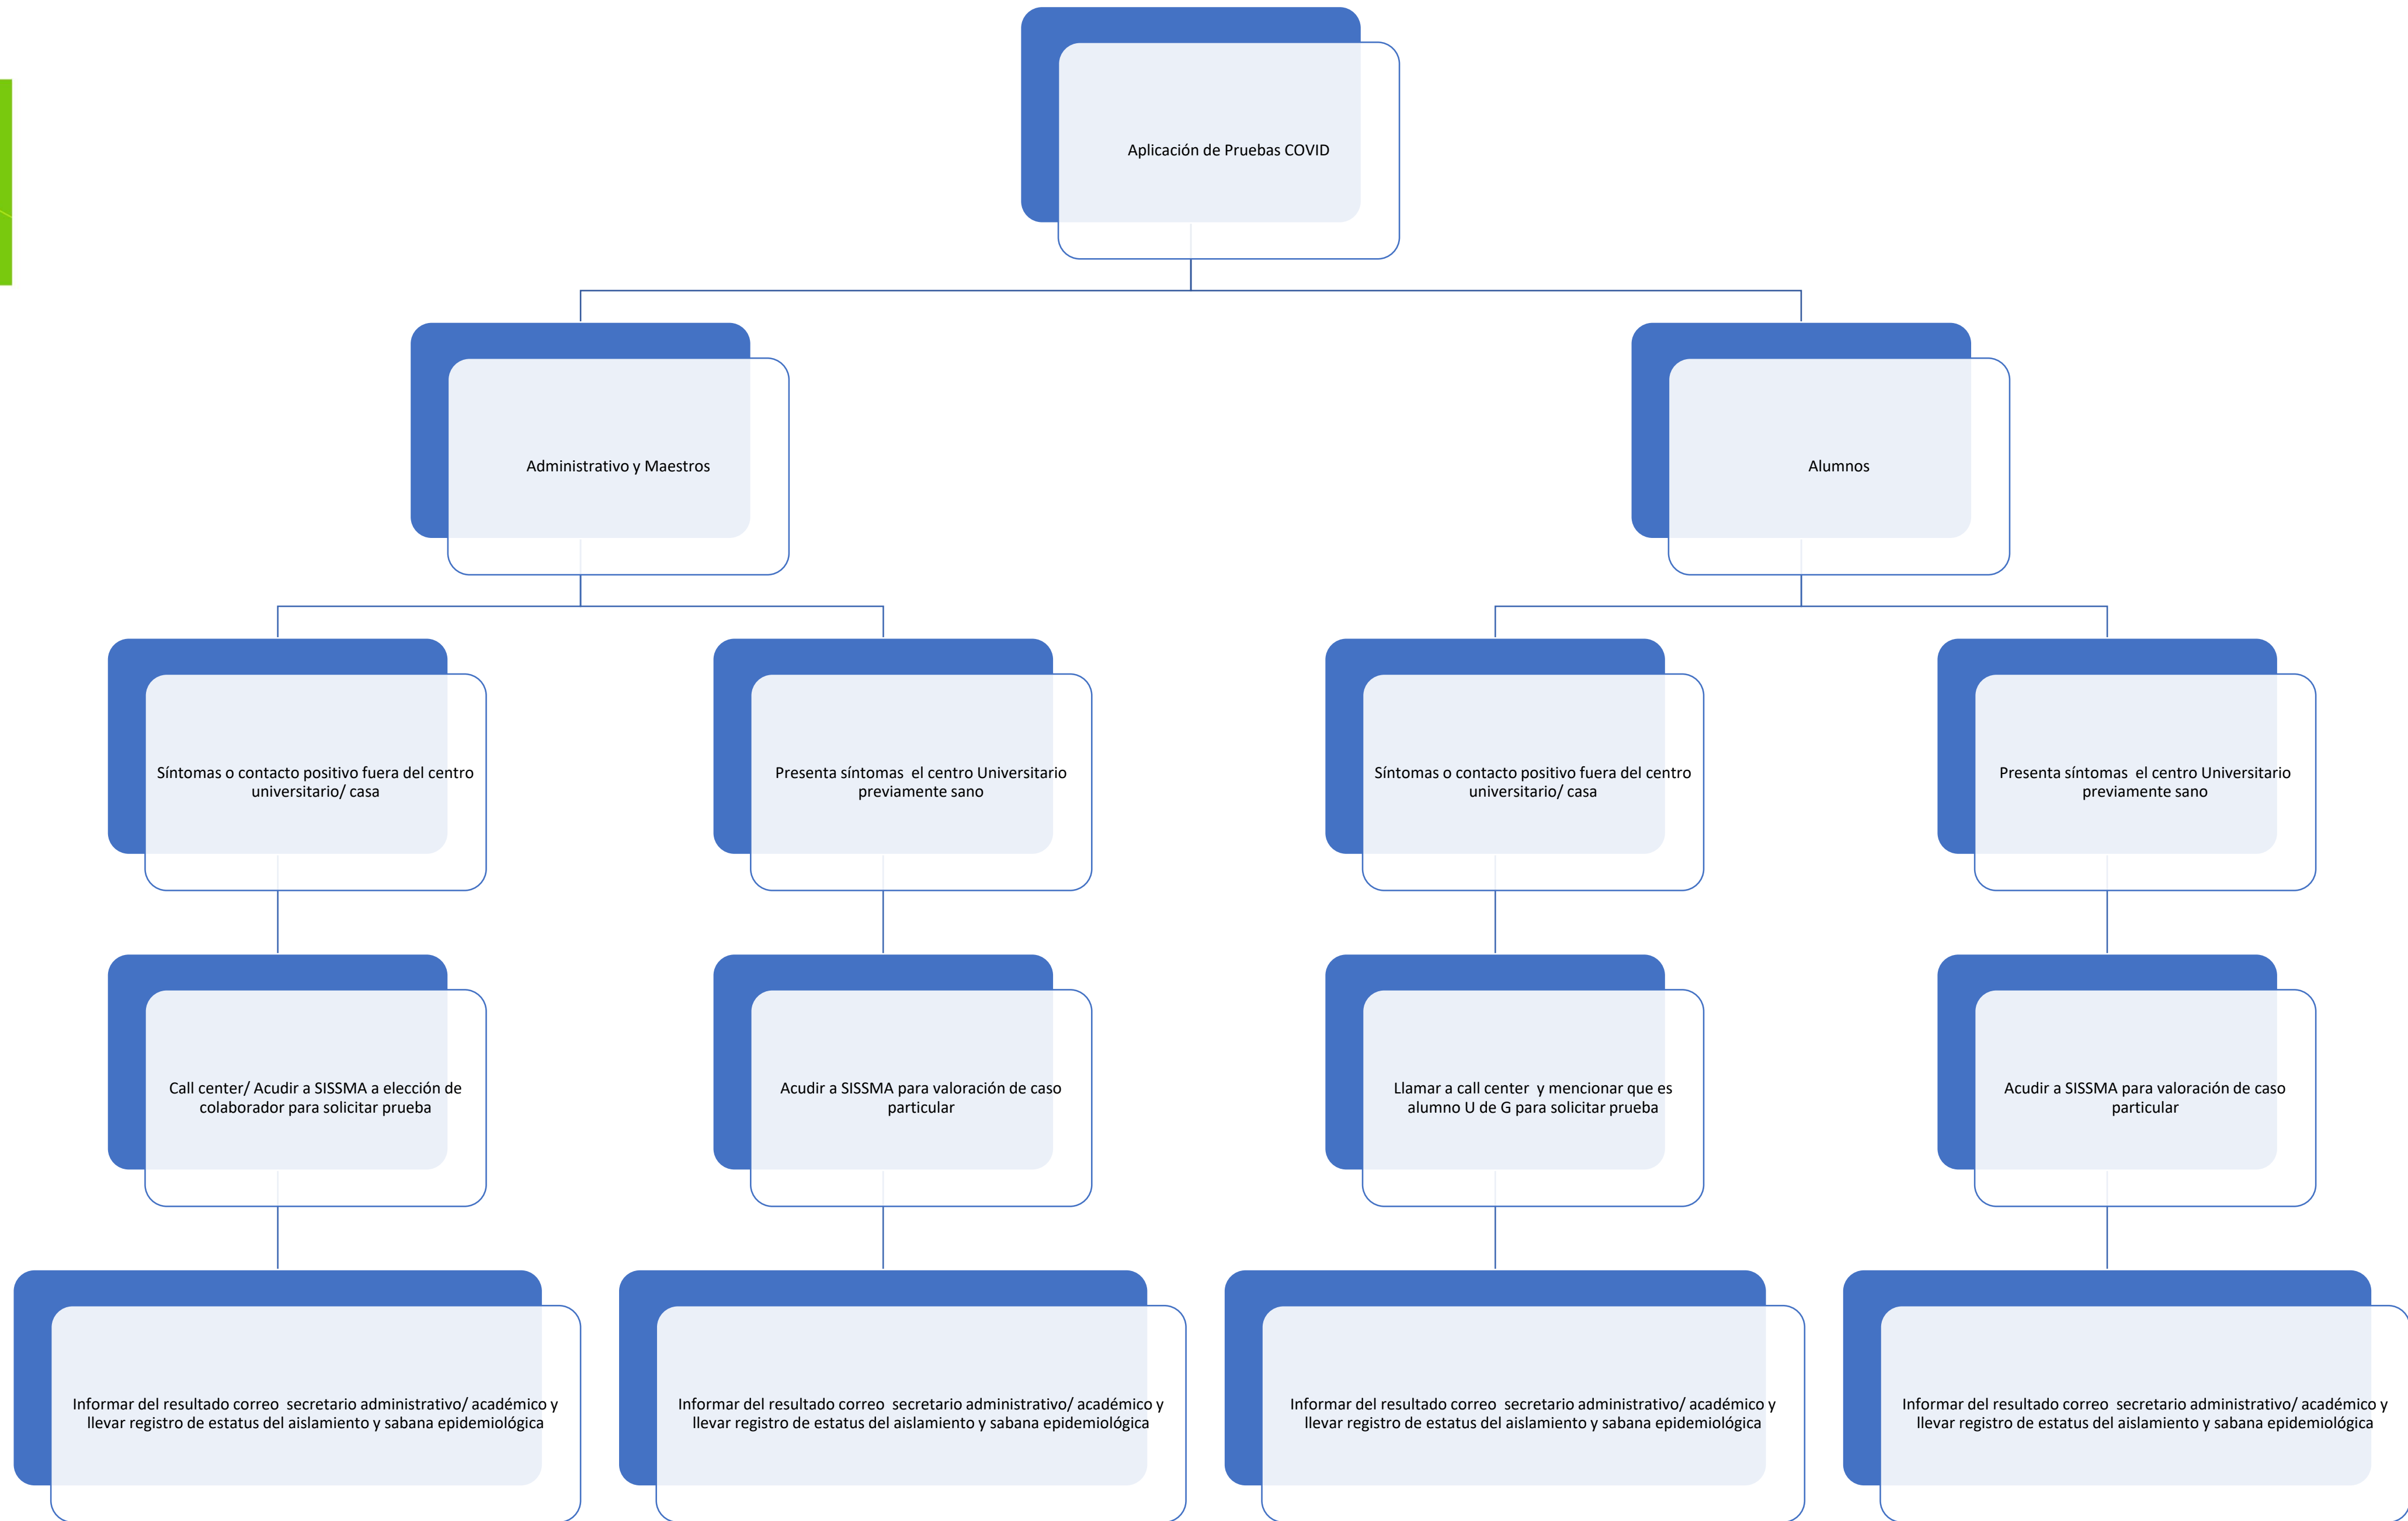 Aplicación de Pruebas COVID
Administrativo y Maestros
Alumnos
Síntomas o contacto positivo fuera del centro
universitario/ casa
Presenta síntomas  el centro Universitario
previamente sano
Síntomas o contacto positivo fuera del centro
universitario/ casa
Presenta síntomas  el centro Universitario
previamente sano
Call center/ Acudir a SISSMA a elección de
colaborador para solicitar prueba
Acudir a SISSMA para valoración de caso
particular
Llamar a call center  y mencionar que es
alumno U de G para solicitar prueba
Acudir a SISSMA para valoración de caso
particular
Informar del resultado correo  secretario administrativo/ académico y
llevar registro de estatus del aislamiento y sabana epidemiológica
Informar del resultado correo  secretario administrativo/ académico y
llevar registro de estatus del aislamiento y sabana epidemiológica
Informar del resultado correo  secretario administrativo/ académico y
llevar registro de estatus del aislamiento y sabana epidemiológica
Informar del resultado correo  secretario administrativo/ académico y
llevar registro de estatus del aislamiento y sabana epidemiológica